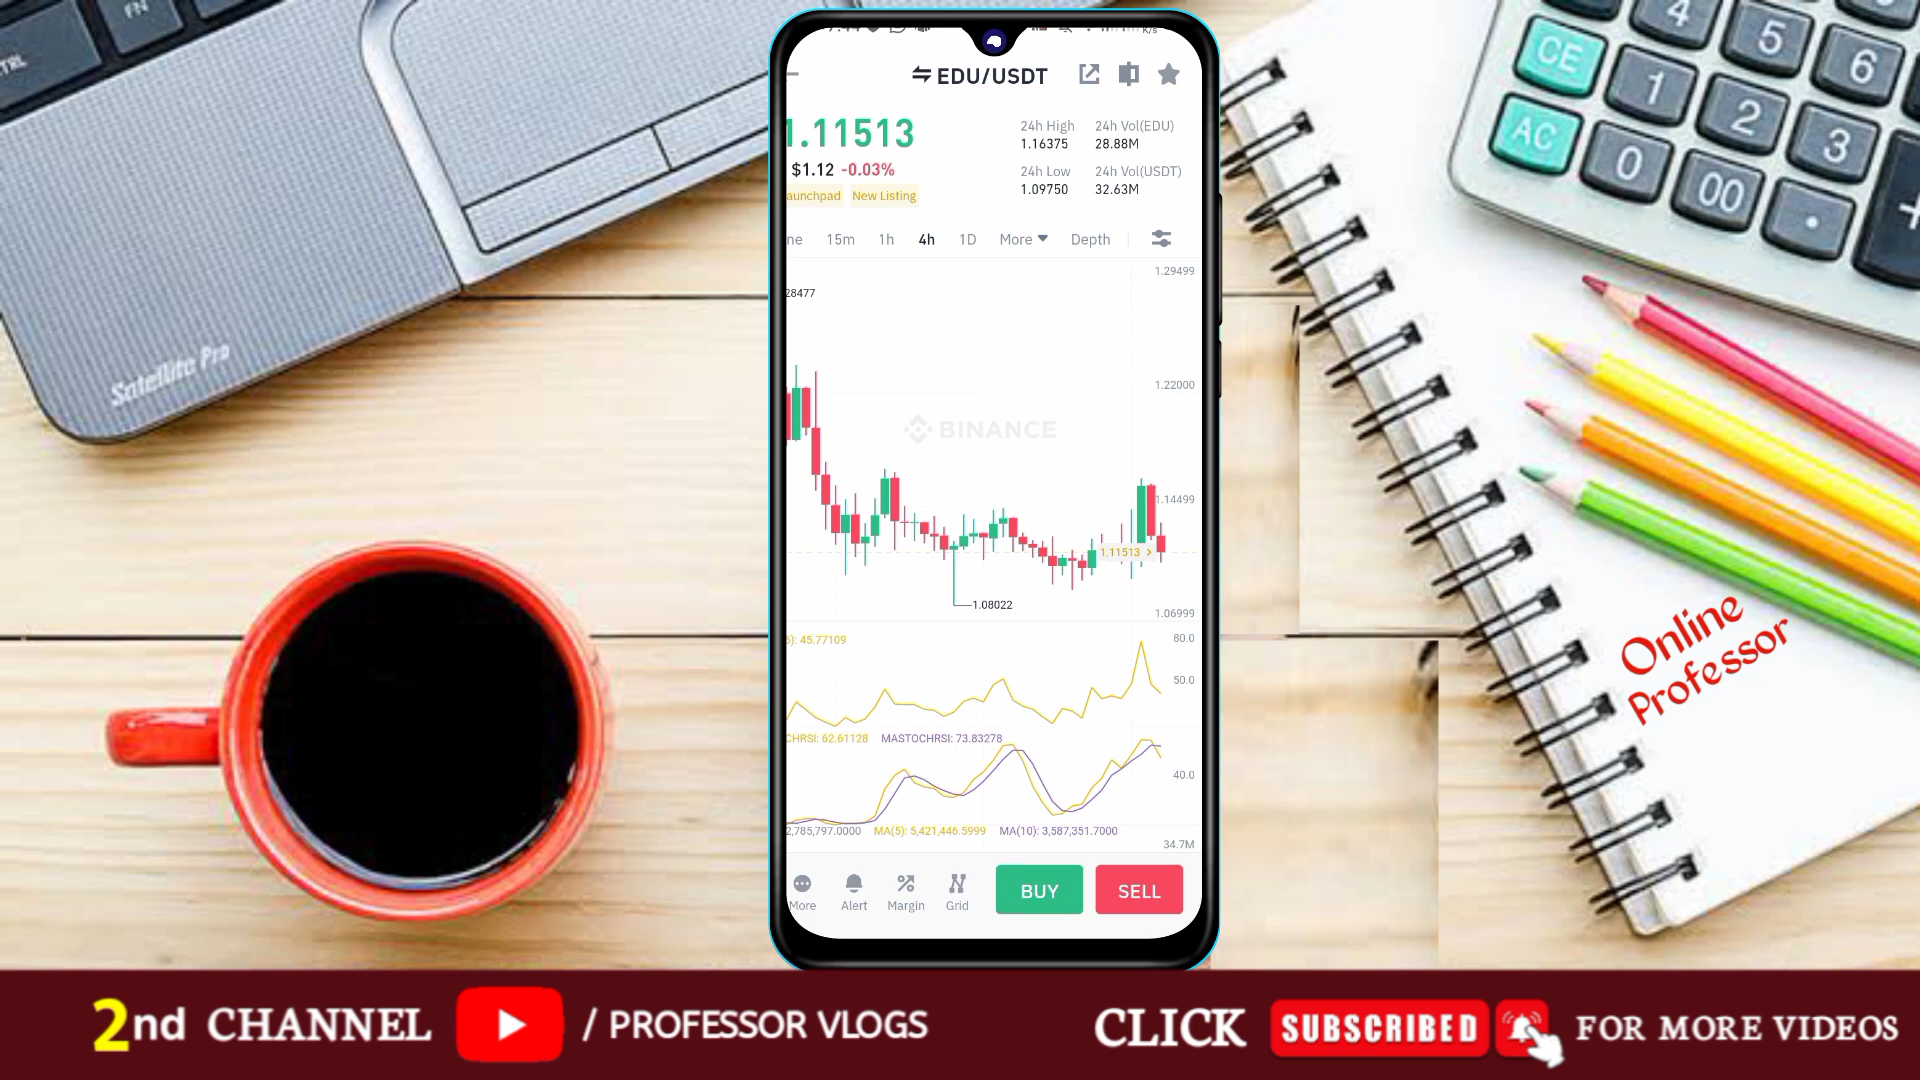 FN
CTRL
Satellite Pro
EDU/USDT
1.11513
$1.12 -0.03%
24h High
1.16375
24h Vol(EDU)
28.88M
24h Low
1.09750
24h Vol(USDT)
32.63M
aunchpad New Listing
ne 15m 1h 4h 1D More Depth
1.29499
28477
1.22000
BINANCE
1.14499
1.11513
1.08022
1.06999
6): 45.77109
80.0
50.0
CHRSI: 62.61128 MASTOCHRSI: 73.83278
40.0
2,785,797.0000 MA(5): 5,421,446.5999 MA(10): 3,587,351.7000
34.7M
More Alert Margin Grid BUY SELL
CE 4 5 6
AC 1 2 3
0 00 . +
Online
Professor
2nd CHANNEL / PROFESSOR VLOGS
CLICK SUBSCRIBED FOR MORE VIDEOS